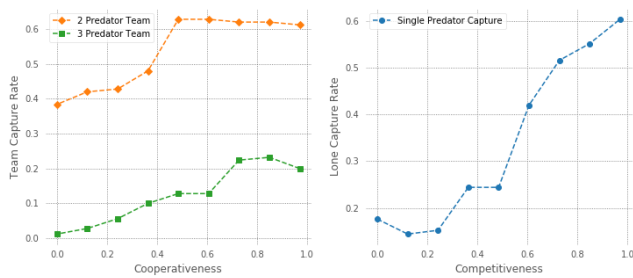 2 Predator Team
3 Predator Team
Team Capture Rate
0.6
0.5
0.4
0.3
0.2
0.1
0.0
0.0 0.2 0.4 0.6 0.8 1.0
Cooperativeness
Single Predator Capture
Lone Capture Rate
0.6
0.5
0.4
0.3
0.2
0.0 0.2 0.4 0.6 0.8 1.0
Competitiveness